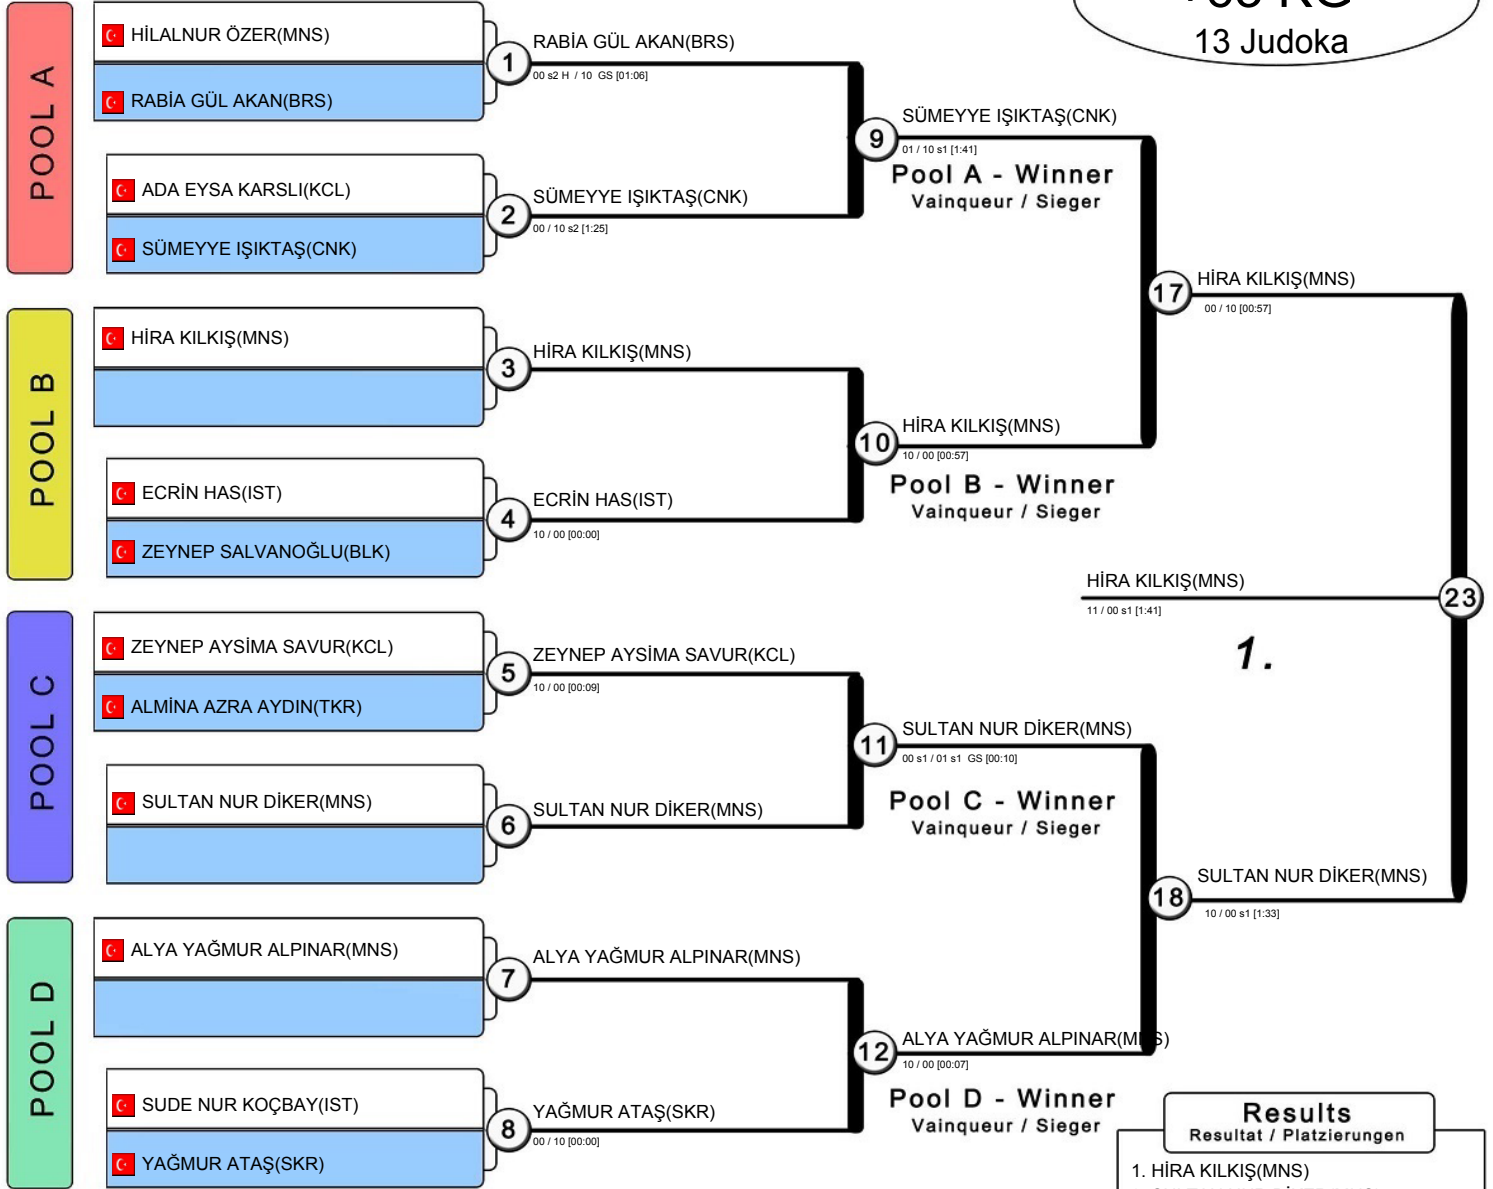 13 Judoka
POOL A
HİLALNUR ÖZER(MNS)
RABİA GÜL AKAN(BRS)
1
RABİA GÜL AKAN(BRS)
00 s2 H / 10 GS [01:06]
ADA EYSA KARSLI(KCL)
SÜMEYYE IŞIKTAŞ(CNK)
2
SÜMEYYE IŞIKTAŞ(CNK)
00 / 10 s2 [1:25]
9
SÜMEYYE IŞIKTAŞ(CNK)
01 / 10 s1 [1:41]
Pool A - Winner
Vainqueur / Sieger
POOL B
HİRA KILKIŞ(MNS)
3
HİRA KILKIŞ(MNS)
ECRİN HAS(IST)
ZEYNEP SALVANOĞLU(BLK)
4
ECRİN HAS(IST)
10 / 00 [00:00]
10
HİRA KILKIŞ(MNS)
10 / 00 [00:57]
Pool B - Winner
Vainqueur / Sieger
17
HİRA KILKIŞ(MNS)
00 / 10 [00:57]
POOL C
ZEYNEP AYSİMA SAVUR(KCL)
ALMİNA AZRA AYDIN(TKR)
5
ZEYNEP AYSİMA SAVUR(KCL)
10 / 00 [00:09]
SULTAN NUR DİKER(MNS)
6
SULTAN NUR DİKER(MNS)
11
SULTAN NUR DİKER(MNS)
00 s1 / 01 s1 GS [00:10]
Pool C - Winner
Vainqueur / Sieger
POOL D
ALYA YAĞMUR ALPINAR(MNS)
7
ALYA YAĞMUR ALPINAR(MNS)
SUDE NUR KOÇBAY(IST)
YAĞMUR ATAŞ(SKR)
8
YAĞMUR ATAŞ(SKR)
00 / 10 [00:00]
12
ALYA YAĞMUR ALPINAR(MNS)
10 / 00 [00:07]
Pool D - Winner
Vainqueur / Sieger
18
SULTAN NUR DİKER(MNS)
10 / 00 s1 [1:33]
HİRA KILKIŞ(MNS)
11 / 00 s1 [1:41]
23
1.
Results
Resultat / Platzierungen
1. HİRA KILKIŞ(MNS)